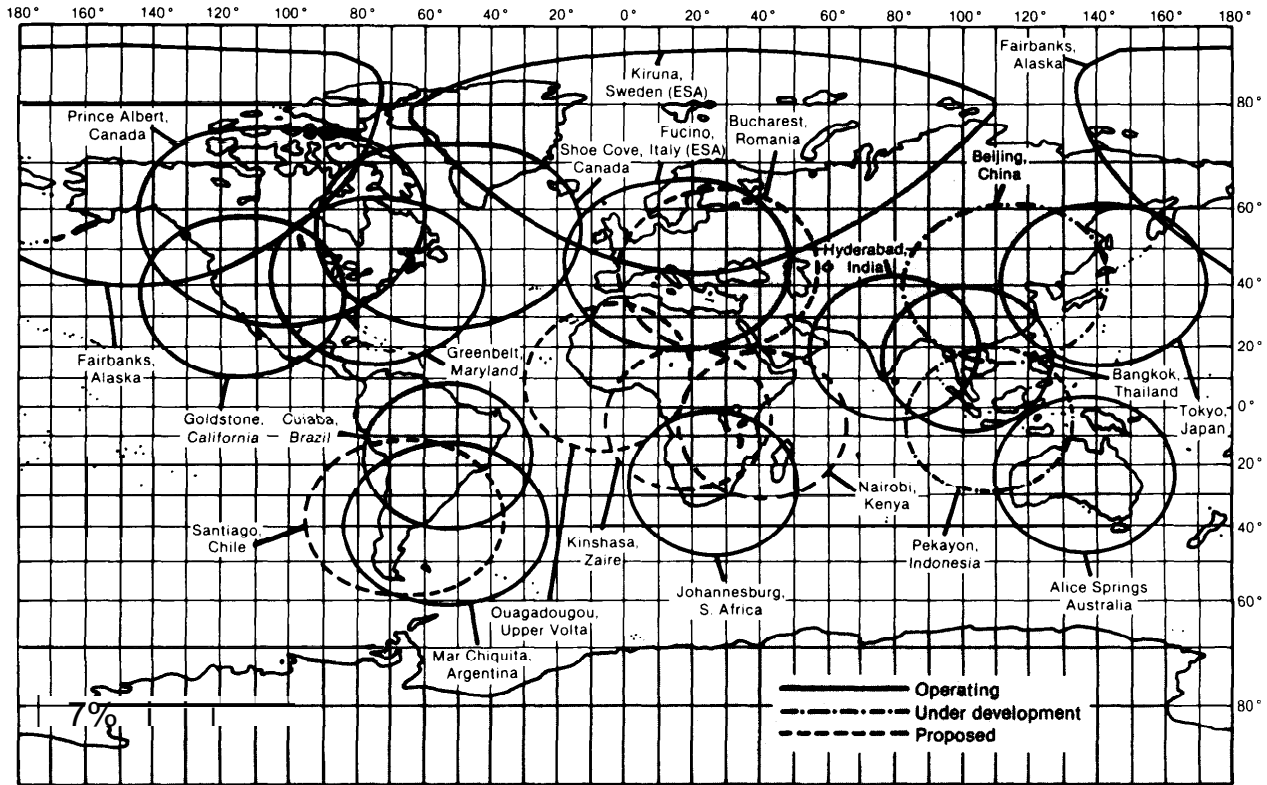 180° 160 140 120 100 80° 60° 40° 20 0° 20 40° 60° 80° 100° 120° 140 160° 180°
Fairbanks,
Alaska
Kiruna,
Sweden (ESA)
80°
Prince Albert,
Canada
Bucharest,
Romania
Fucino,
Italy (ESA)
Shoe Cove,
Canada
Beijing,
China
60°
Hyderabad,
India
40°
20°
Fairbanks,
Alaska
Greenbelt,
Maryland
Bangkok,
Thailand
0°
Goldstone,
California
Cuiaba,
Brazil
Tokyo,
Japan
20°
Santiago,
Chile
Kinshasa,
Zaire
Nairobi,
Kenya
40°
Pekayon,
Indonesia
Johannesburg,
S. Africa
Alice Springs
Australia
60°
Ouagadougou,
Upper Volta
Mar Chiquita,
Argentina
Operating
Under development
Proposed
80°
7%